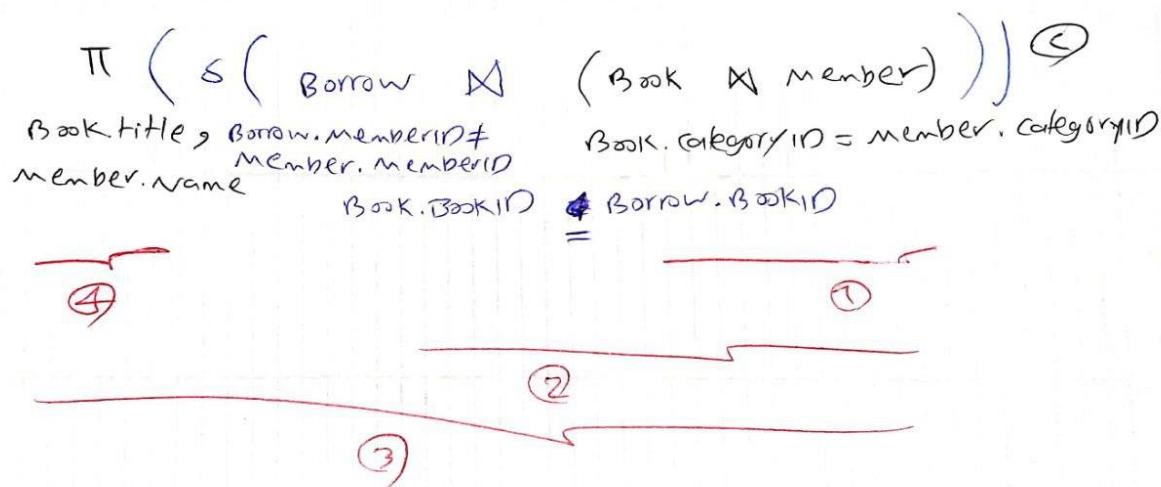 π ( σ ( Borrow ⋈ (Book ⋈ Member) ) ) C
Book.title, Borrow.MemberID ≠ Book.categoryID = Member.categoryID
Member.Name Member.MemberID
Book.BookID = Borrow.BookID
4 1
2
3